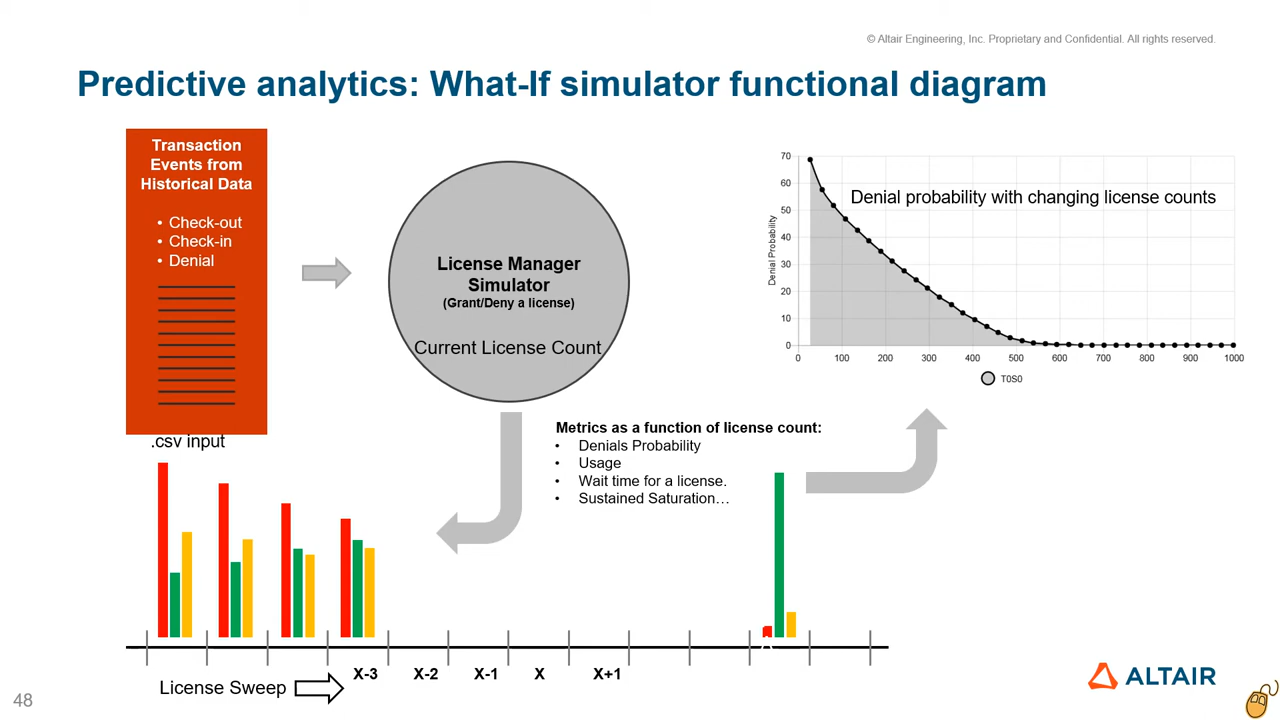 © Altair Engineering, Inc. Proprietary and Confidential. All rights reserved.
Predictive analytics: What-If simulator functional diagram
Transaction
Events from
Historical Data
• Check-out
• Check-in
• Denial
.csv input
License Manager
Simulator
(Grant/Deny a license)
Current License Count
Denial probability with changing license counts
Denial Probability
70
60
50
40
30
20
10
0
0 100 200 300 400 500 600 700 800 900 1000
T0S0
Metrics as a function of license count:
• Denials Probability
• Usage
• Wait time for a license.
• Sustained Saturation…
X-3 X-2 X-1 X X+1
License Sweep
48
ALTAIR